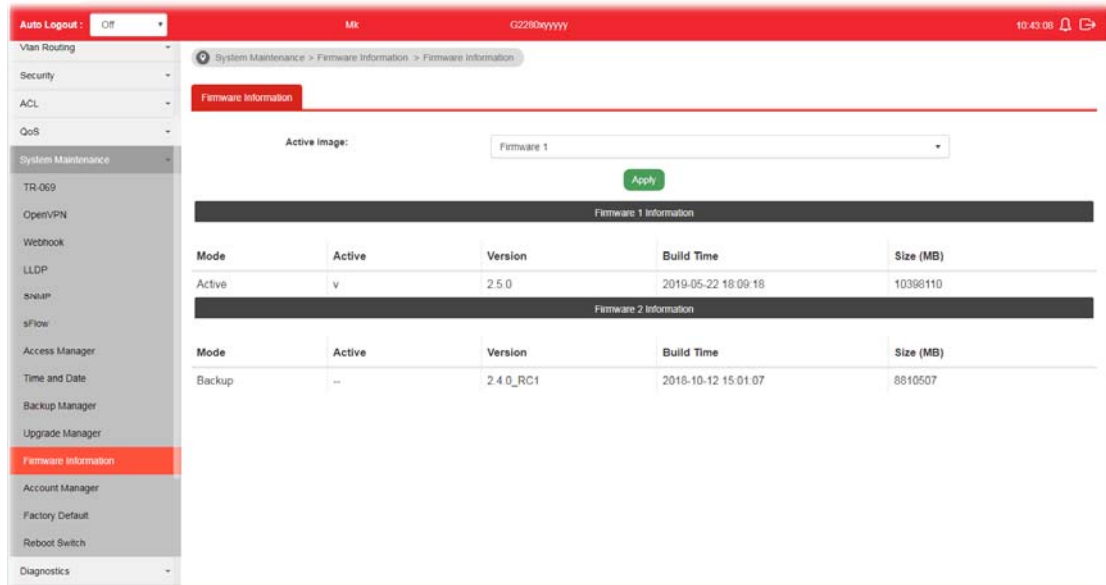 Auto Logout : Off Mk G2280xyyyyy 10:43:08
Vlan Routing
System Maintenance > Firmware Information > Firmware Information
Security
Firmware Information
ACL
QoS
Active Image: Firmware 1
System Maintenance
Apply
TR-069
OpenVPN
Firmware 1 Information
Webhook
Mode Active Version Build Time Size (MB)
LLDP
Active v 2.5.0 2019-05-22 18:09:18 10398110
SNMP
Firmware 2 Information
sFlow
Access Manager
Mode Active Version Build Time Size (MB)
Time and Date
Backup -- 2.4.0_RC1 2018-10-12 15:01:07 8810507
Backup Manager
Upgrade Manager
Firmware Information
Account Manager
Factory Default
Reboot Switch
Diagnostics